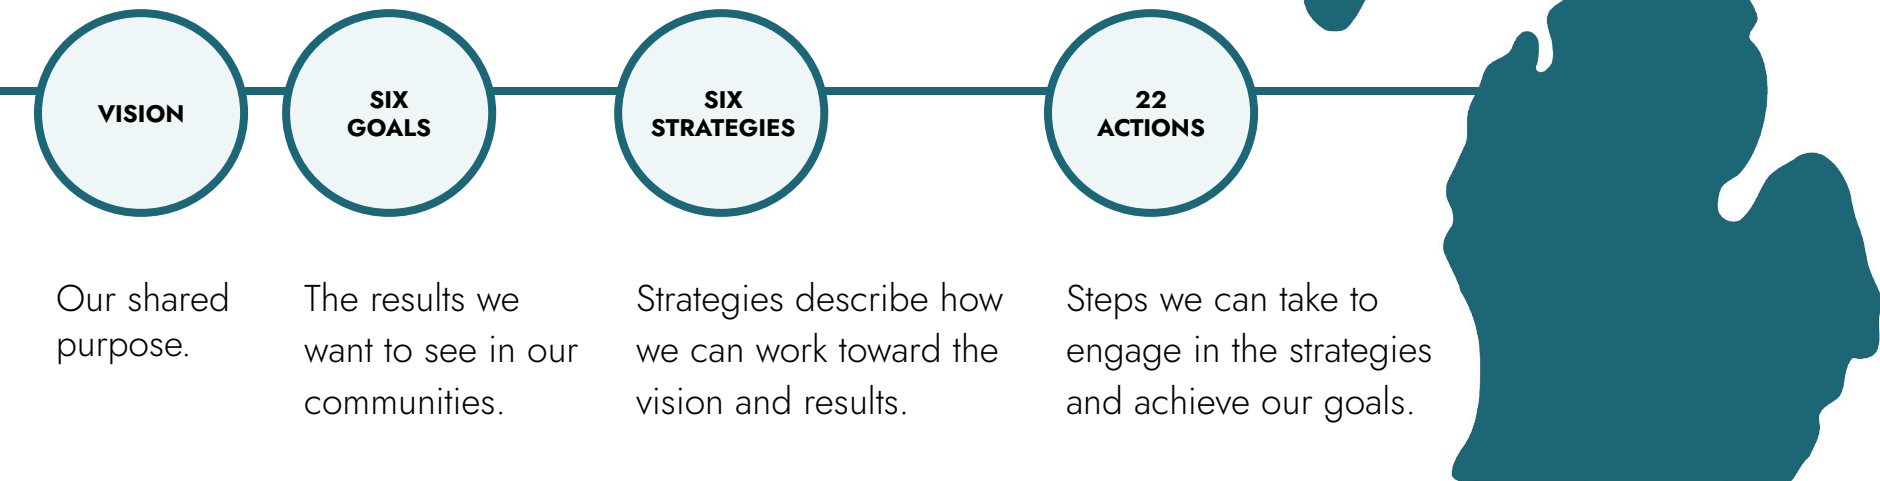 VISION
SIX
GOALS
SIX
STRATEGIES
22
ACTIONS
Our shared
purpose.
The results we
want to see in our
communities.
Strategies describe how
we can work toward the
vision and results.
Steps we can take to
engage in the strategies
and achieve our goals.